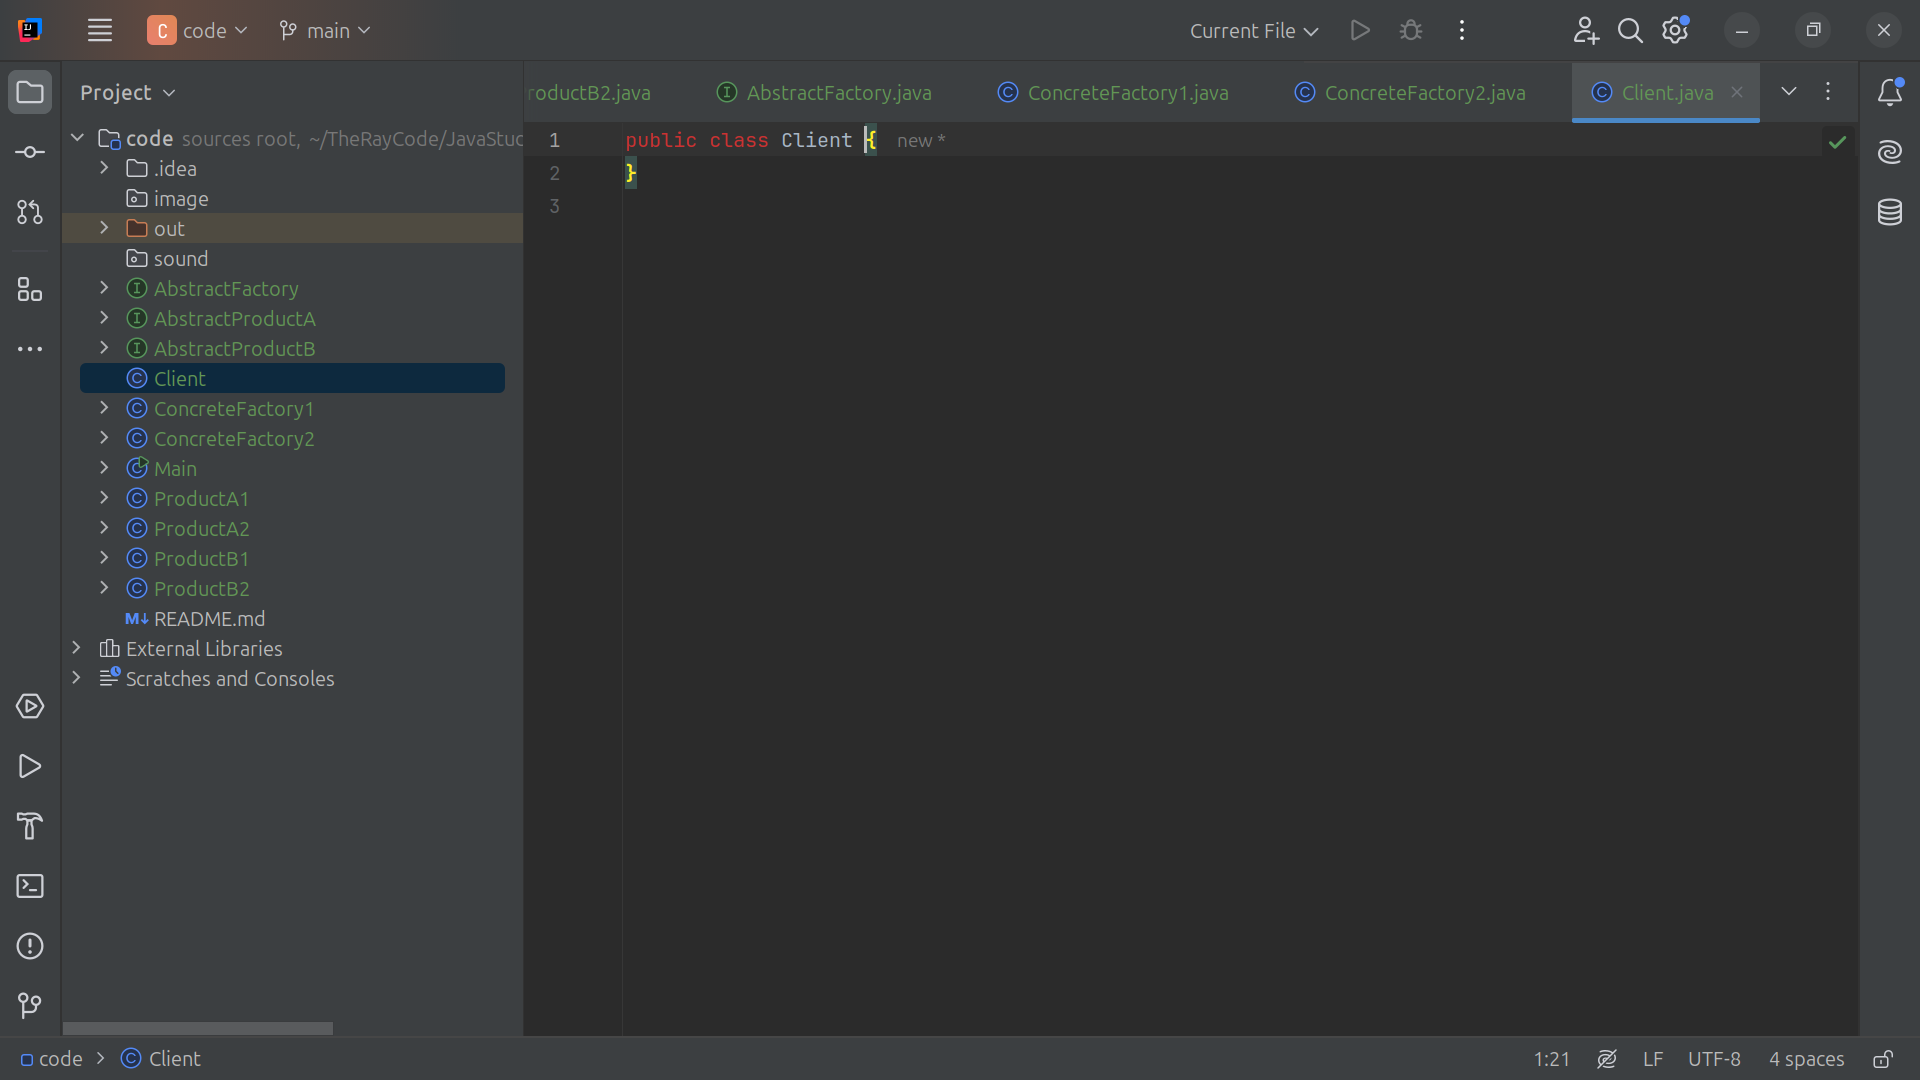 C code main Current File
Project
roductB2.java AbstractFactory.java ConcreteFactory1.java ConcreteFactory2.java Client.java
code sources root, ~/TheRayCode/JavaStud
.idea
image
out
sound
AbstractFactory
AbstractProductA
AbstractProductB
Client
ConcreteFactory1
ConcreteFactory2
Main
ProductA1
ProductA2
ProductB1
ProductB2
README.md
External Libraries
Scratches and Consoles
1 public class Client { new *
2 }
3
code > Client 1:21 LF UTF-8 4 spaces